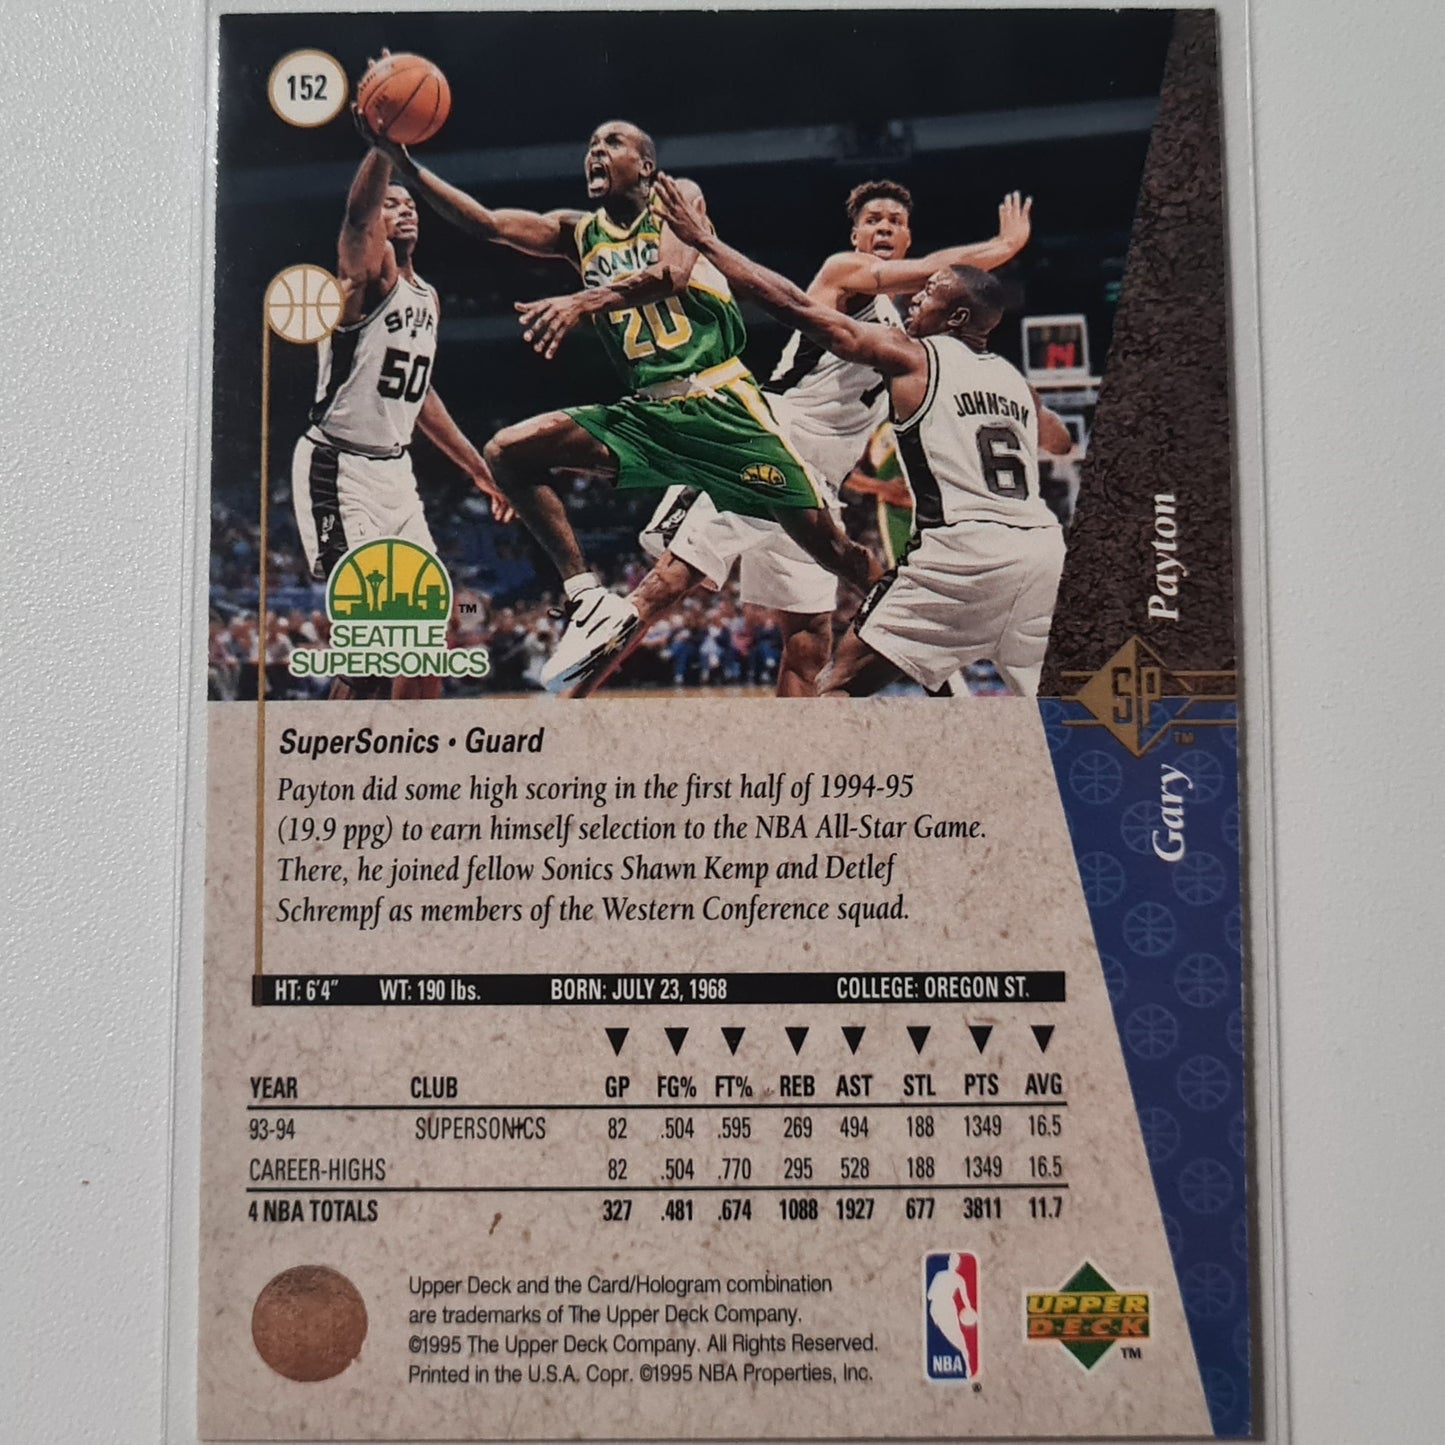 152
SPUR
50
SONIC
20
JOHNSON
6
SEATTLE
SUPERSONICS
TM
Payton
SP
TM
Gary
SuperSonics • Guard
Payton did some high scoring in the first half of 1994-95
(19.9 ppg) to earn himself selection to the NBA All-Star Game.
There, he joined fellow Sonics Shawn Kemp and Detlef
Schrempf as members of the Western Conference squad.
HT: 6'4" WT: 190 lbs. BORN: JULY 23, 1968 COLLEGE: OREGON ST.
YEAR CLUB GP FG% FT% REB AST STL PTS AVG
93-94 SUPERSONICS 82 .504 .595 269 494 188 1349 16.5
CAREER-HIGHS 82 .504 .770 295 528 188 1349 16.5
4 NBA TOTALS 327 .481 .674 1088 1927 677 3811 11.7
Upper Deck and the Card/Hologram combination
are trademarks of The Upper Deck Company.
©1995 The Upper Deck Company. All Rights Reserved.
Printed in the U.S.A. Copr. ©1995 NBA Properties, Inc.
NBA
®
UPPER
D·E·C·K
TM